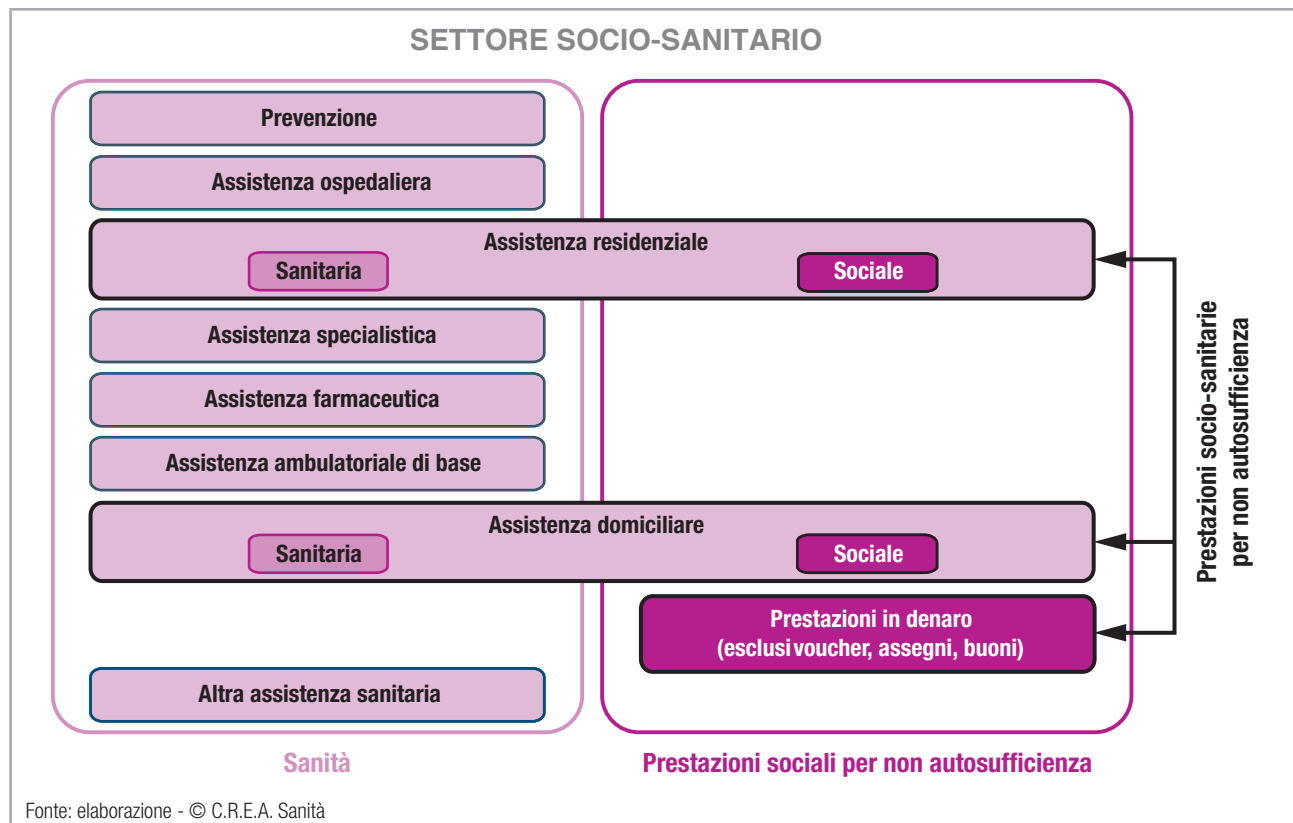 SETTORE SOCIO-SANITARIO
Prevenzione
Assistenza ospedaliera
Assistenza residenziale
Sanitaria
Sociale
Assistenza specialistica
Assistenza farmaceutica
Assistenza ambulatoriale di base
Assistenza domiciliare
Sanitaria
Sociale
Prestazioni in denaro
(esclusi voucher, assegni, buoni)
Altra assistenza sanitaria
Prestazioni socio-sanitarie
per non autosufficienza
Sanità
Prestazioni sociali per non autosufficienza
Fonte: elaborazione - © C.R.E.A. Sanità